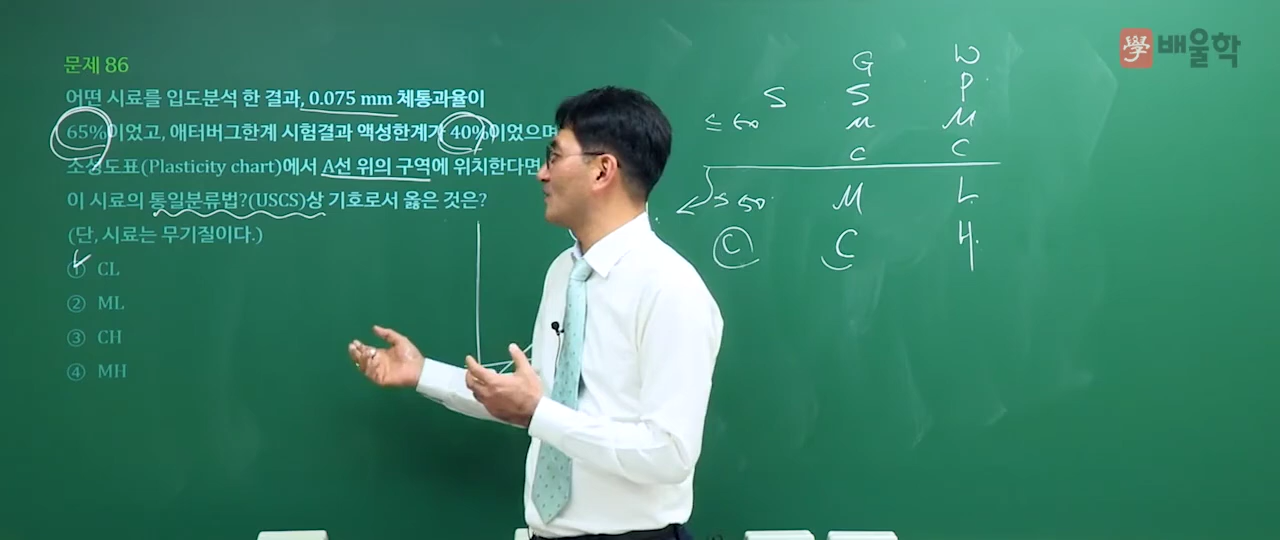 문제 86
어떤 시료를 입도분석 한 결과, 0.075 mm 체통과율이
65%이었고, 애터버그한계 시험결과 액성한계가 40%이었으며
소성도표(Plasticity chart)에서 A선 위의 구역에 위치한다면
이 시료의 통일분류법?(USCS)상 기호로서 옳은 것은?
(단, 시료는 무기질이다.)
① CL
② ML
③ CH
④ MH
G W
S S P
≤ 50 M M
C C
≥ 50 M L
C C H
學 배울학